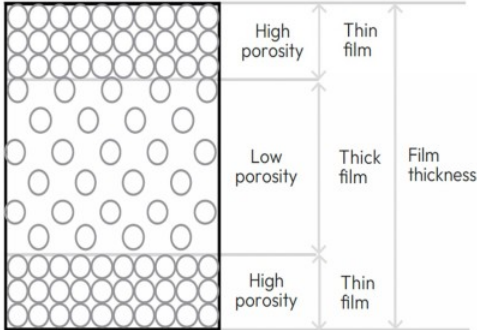 High
porosity
Thin
film
Low
porosity
Thick
film
Film
thickness
High
porosity
Thin
film